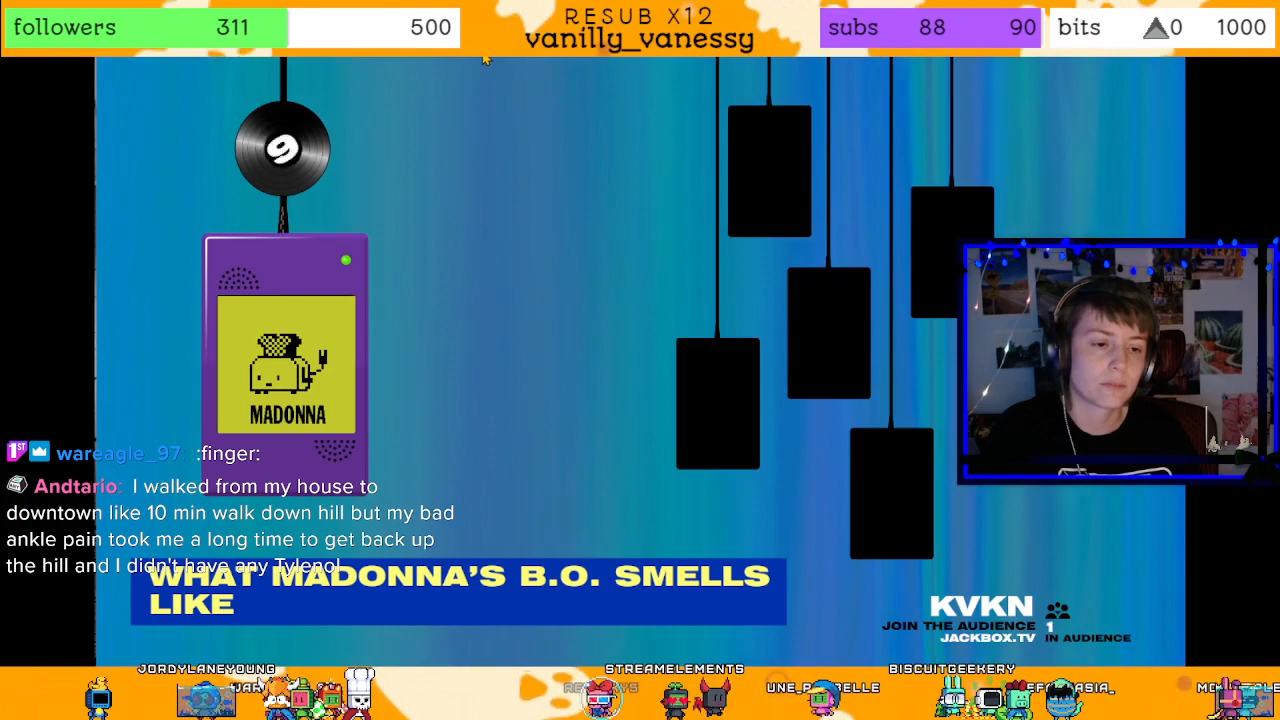 followers 311 500
RESUB X12
vanilly_vanessy
subs 88 90
bits 0 1000
9
MADONNA
1ST wareagle_97: :finger:
Andtario: I walked from my house to
downtown like 10 min walk down hill but my bad
ankle pain took me a long time to get back up
the hill and I didn't have any Tylenol
WHAT MADONNA'S B.O. SMELLS
LIKE
KVKN
JOIN THE AUDIENCE 1
JACKBOX.TV IN AUDIENCE
JORDYLANEYOUNG STREAMELEMENTS BISCUITGEEKERY